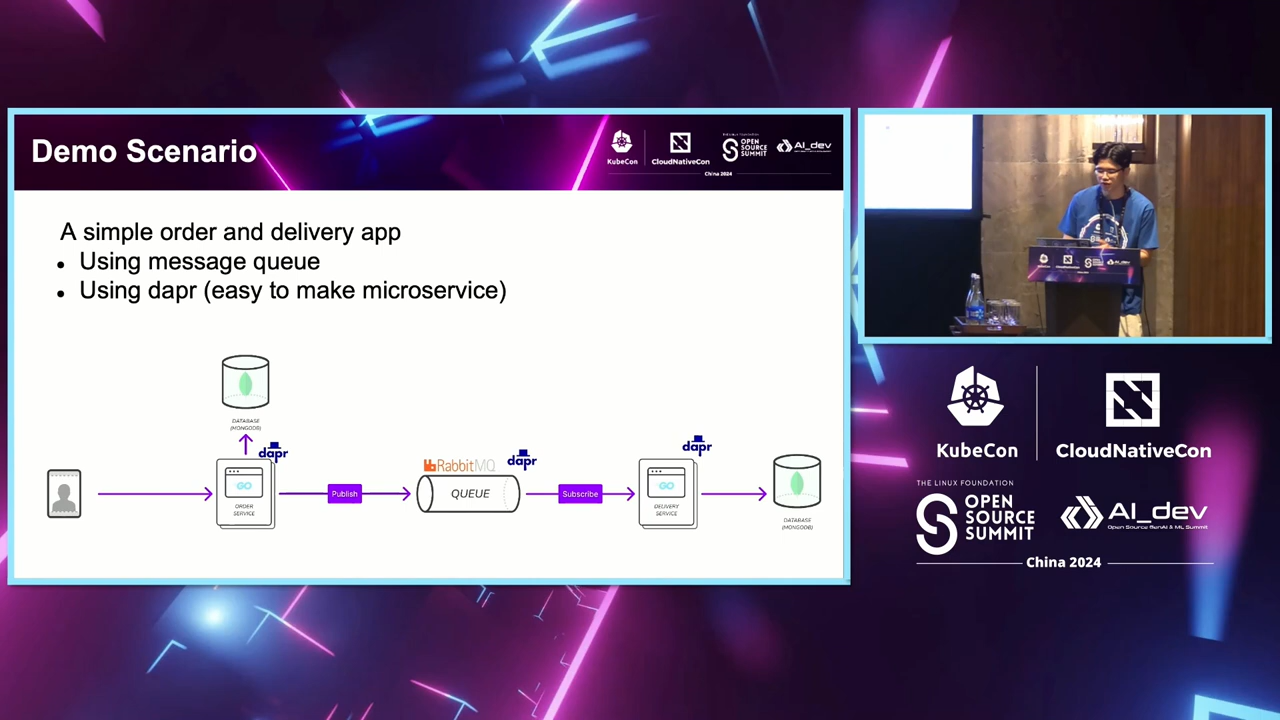 Demo Scenario
KubeCon
CloudNativeCon
THE LINUX FOUNDATION
OPEN
SOURCE
SUMMIT
AI_dev
China 2024
A simple order and delivery app
• Using message queue
• Using dapr (easy to make microservice)
DATABASE
(MONGODB)
dapr
GO
ORDER
SERVICE
Publish
RabbitMQ
dapr
QUEUE
Subscribe
dapr
GO
DELIVERY
SERVICE
DATABASE
(MONGODB)
KubeCon
CloudNativeCon
THE LINUX FOUNDATION
OPEN
SOURCE
SUMMIT
AI_dev
Open Source GenAI & ML Summit
China 2024